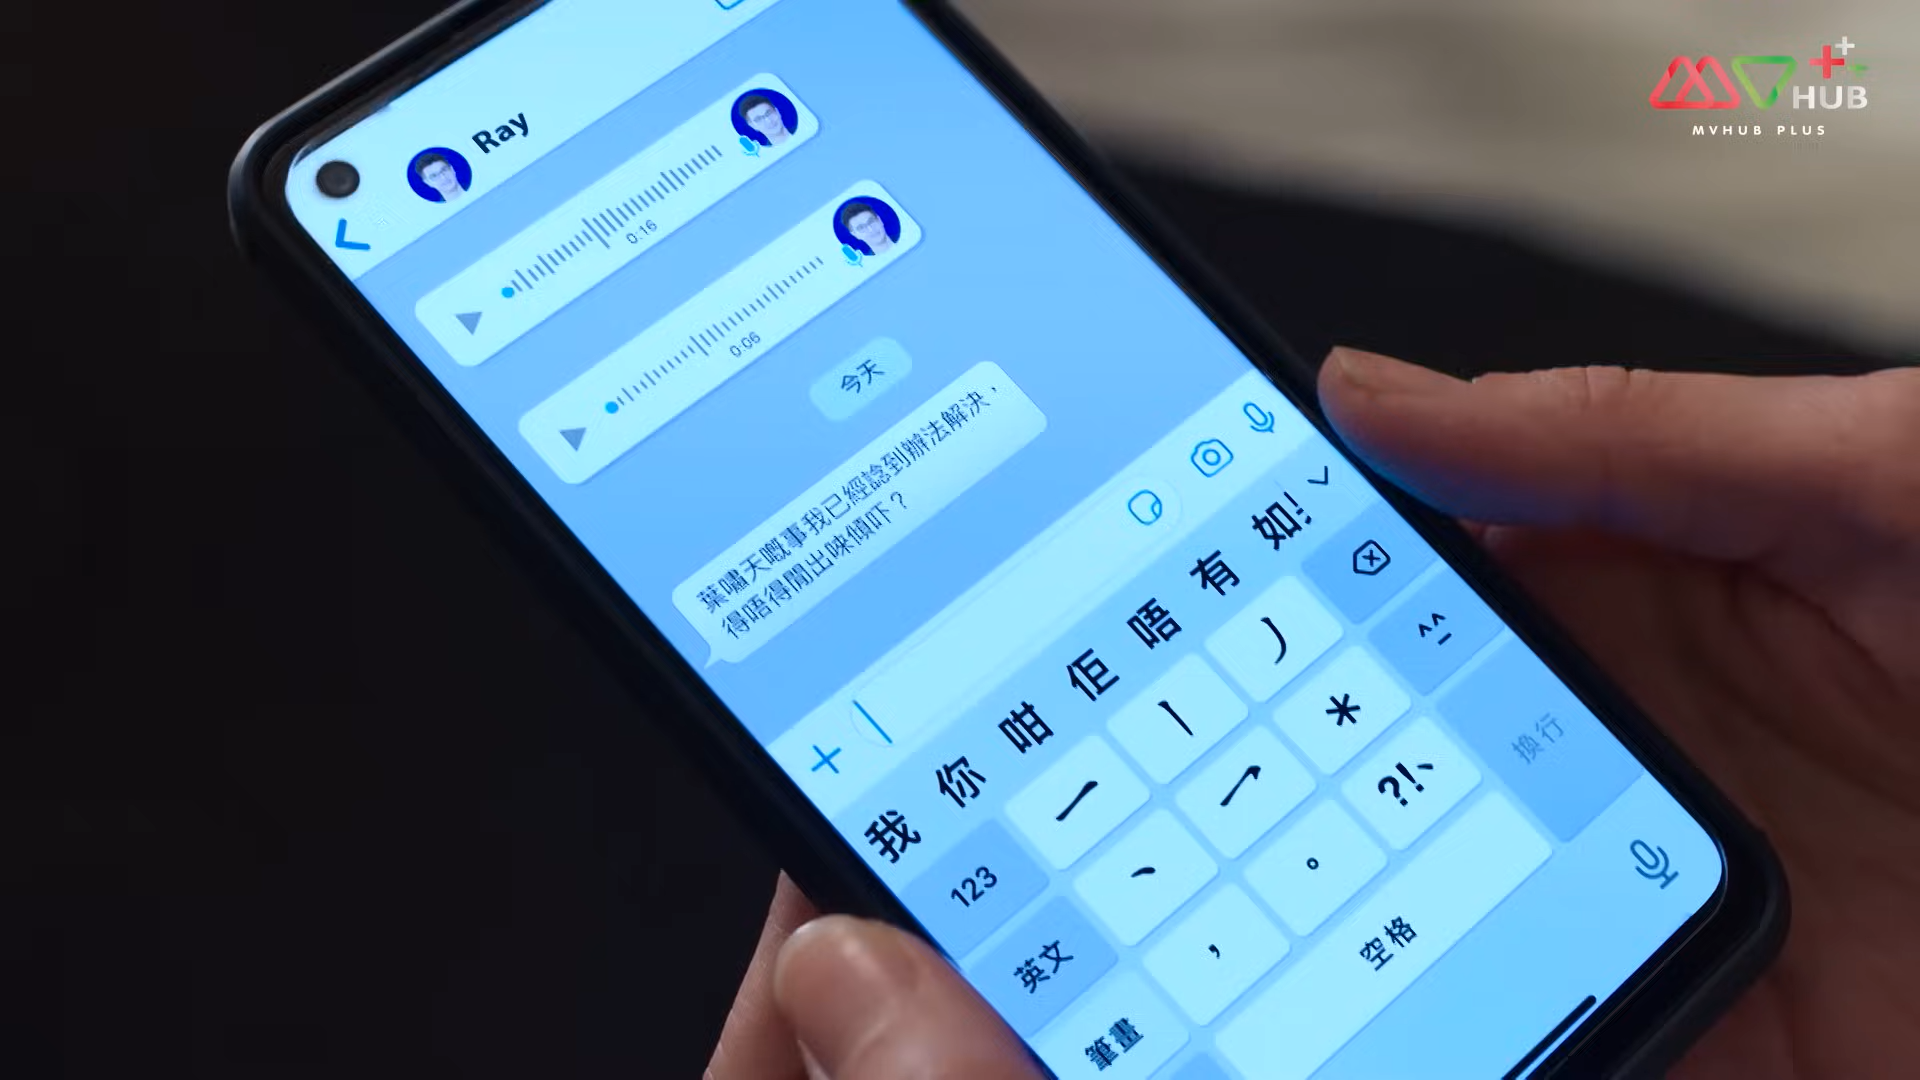 MV HUB
MVHUB PLUS
Ray
0:16
0:06
今天
葉嘯天嘅事我已經諗到辦法解決，
得唔得閒出嚟傾吓？
我 你 咁 佢 唔 有 如!
123
英文
筆畫
一 丨 丿
丶 乛 *
， 。 ?!、
^_^
換行
空格